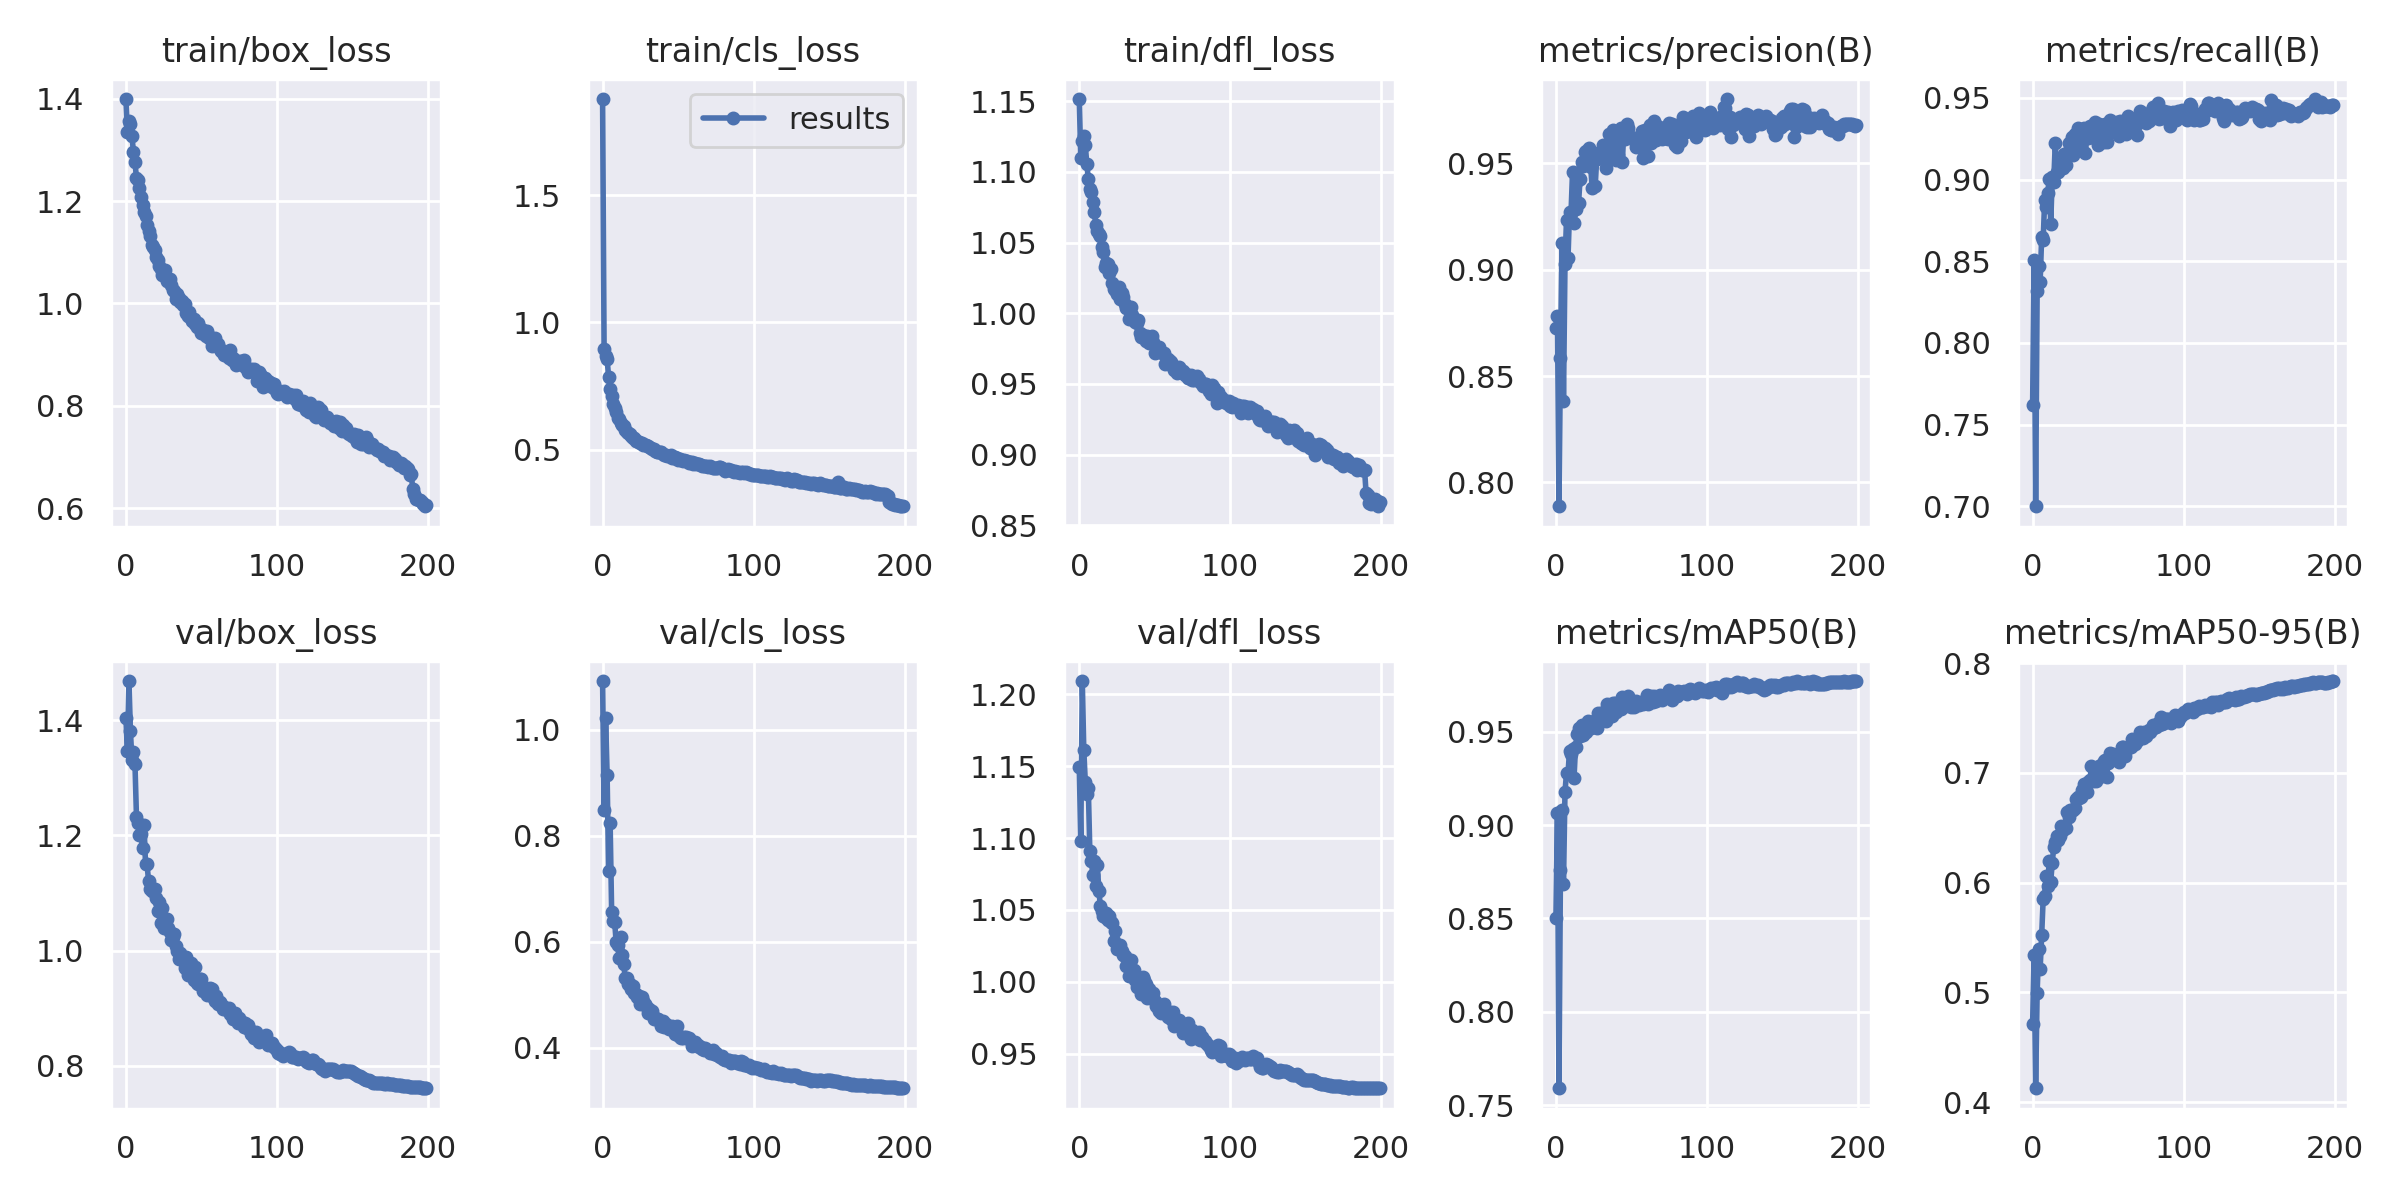 train/box_loss
1.4
1.2
1.0
0.8
0.6
0 100 200
train/cls_loss
results
1.5
1.0
0.5
0 100 200
train/dfl_loss
1.15
1.10
1.05
1.00
0.95
0.90
0.85
0 100 200
metrics/precision(B)
0.95
0.90
0.85
0.80
0 100 200
metrics/recall(B)
0.95
0.90
0.85
0.80
0.75
0.70
0 100 200
val/box_loss
1.4
1.2
1.0
0.8
0 100 200
val/cls_loss
1.0
0.8
0.6
0.4
0 100 200
val/dfl_loss
1.20
1.15
1.10
1.05
1.00
0.95
0 100 200
metrics/mAP50(B)
0.95
0.90
0.85
0.80
0.75
0 100 200
metrics/mAP50-95(B)
0.8
0.7
0.6
0.5
0.4
0 100 200